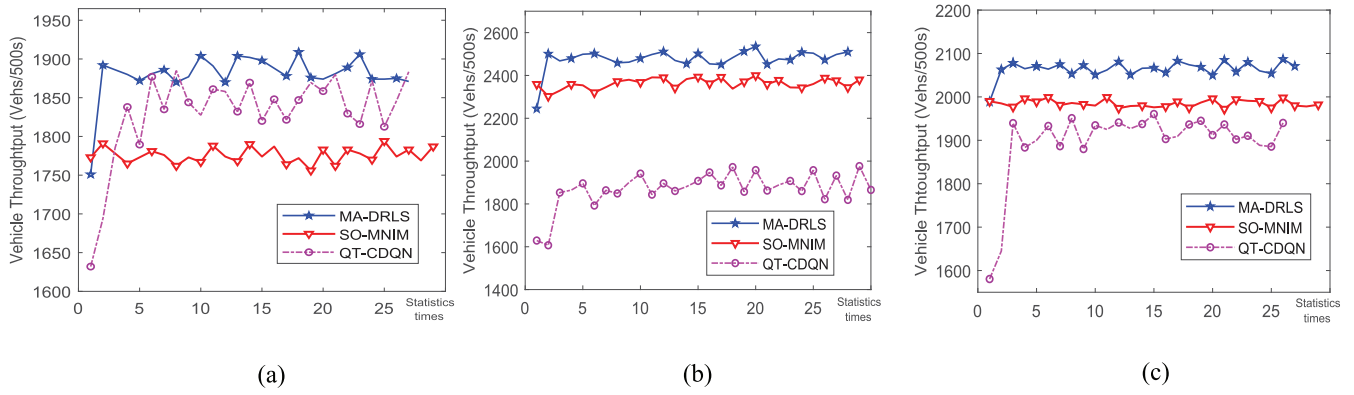 Vehicle Throughtput (Vehs/500s)
1950
1900
1850
1800
1750
1700
1650
1600
0 5 10 15 20 25
Statistics
times
MA-DRLS
SO-MNIM
QT-CDQN
(a)
Vehicle Throughput (Vehs/500s)
2600
2400
2200
2000
1800
1600
1400
0 5 10 15 20 25 30
Statistics
times
MA-DRLS
SO-MNIM
QT-CDQN
(b)
Vehicle Thtoughput (Vehs/500s)
2200
2100
2000
1900
1800
1700
1600
0 5 10 15 20 25
Statistics
times
MA-DRLS
SO-MNIM
QT-CDQN
(c)